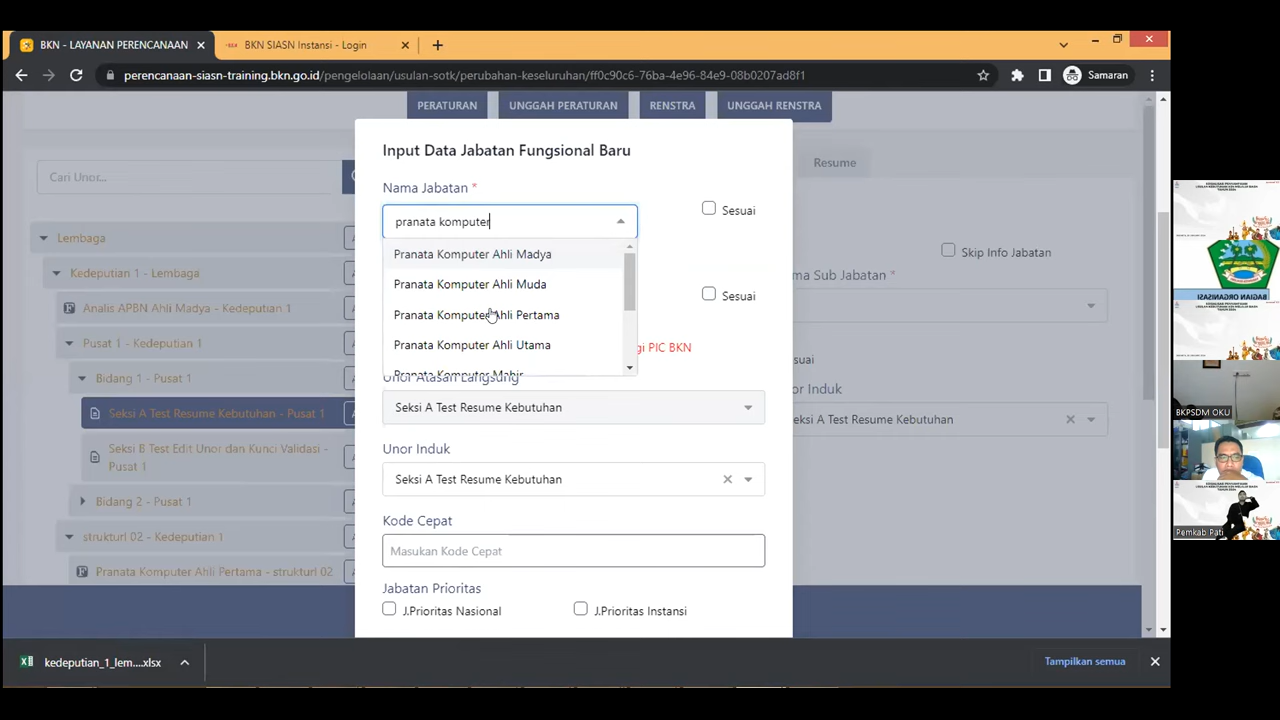 BKN - LAYANAN PERENCANAAN
BKN SIASN Instansi - Login
perencanaan-siasn-training.bkn.go.id/pengelolaan/usulan-sotk/perubahan-keseluruhan/ff0c90c6-76ba-4e96-84e9-08b0207ad8f1
Samaran
PERATURAN
UNGGAH PERATURAN
RENSTRA
UNGGAH RENSTRA
Input Data Jabatan Fungsional Baru
Cari Unor...
Resume
Nama Jabatan *
pranata komputer
Sesuai
Pranata Komputer Ahli Madya
Pranata Komputer Ahli Muda
Pranata Komputer Ahli Pertama
Pranata Komputer Ahli Utama
Sesuai
gi PIC BKN
Unor Atasan Langsung
Seksi A Test Resume Kebutuhan
Unor Induk
Seksi A Test Resume Kebutuhan
Kode Cepat
Masukan Kode Cepat
Jabatan Prioritas
J.Prioritas Nasional
J.Prioritas Instansi
Lembaga
Kedeputian 1 - Lembaga
Analis APBN Ahli Madya - Kedeputian 1
Pusat 1 - Kedeputian 1
Bidang 1 - Pusat 1
Seksi A Test Resume Kebutuhan - Pusat 1
Seksi B Test Edit Unor dan Kunci Validasi -
Pusat 1
Bidang 2 - Pusat 1
strukturl 02 - Kedeputian 1
Pranata Komputer Ahli Pertama - strukturl 02
Skip Info Jabatan
ma Sub Jabatan *
suai
or Induk
eksi A Test Resume Kebutuhan
kedeputian_1_lem....xlsx
Tampilkan semua
BAGIAN ORGANISASI
BKPSDM OKU
Pemkab Pati